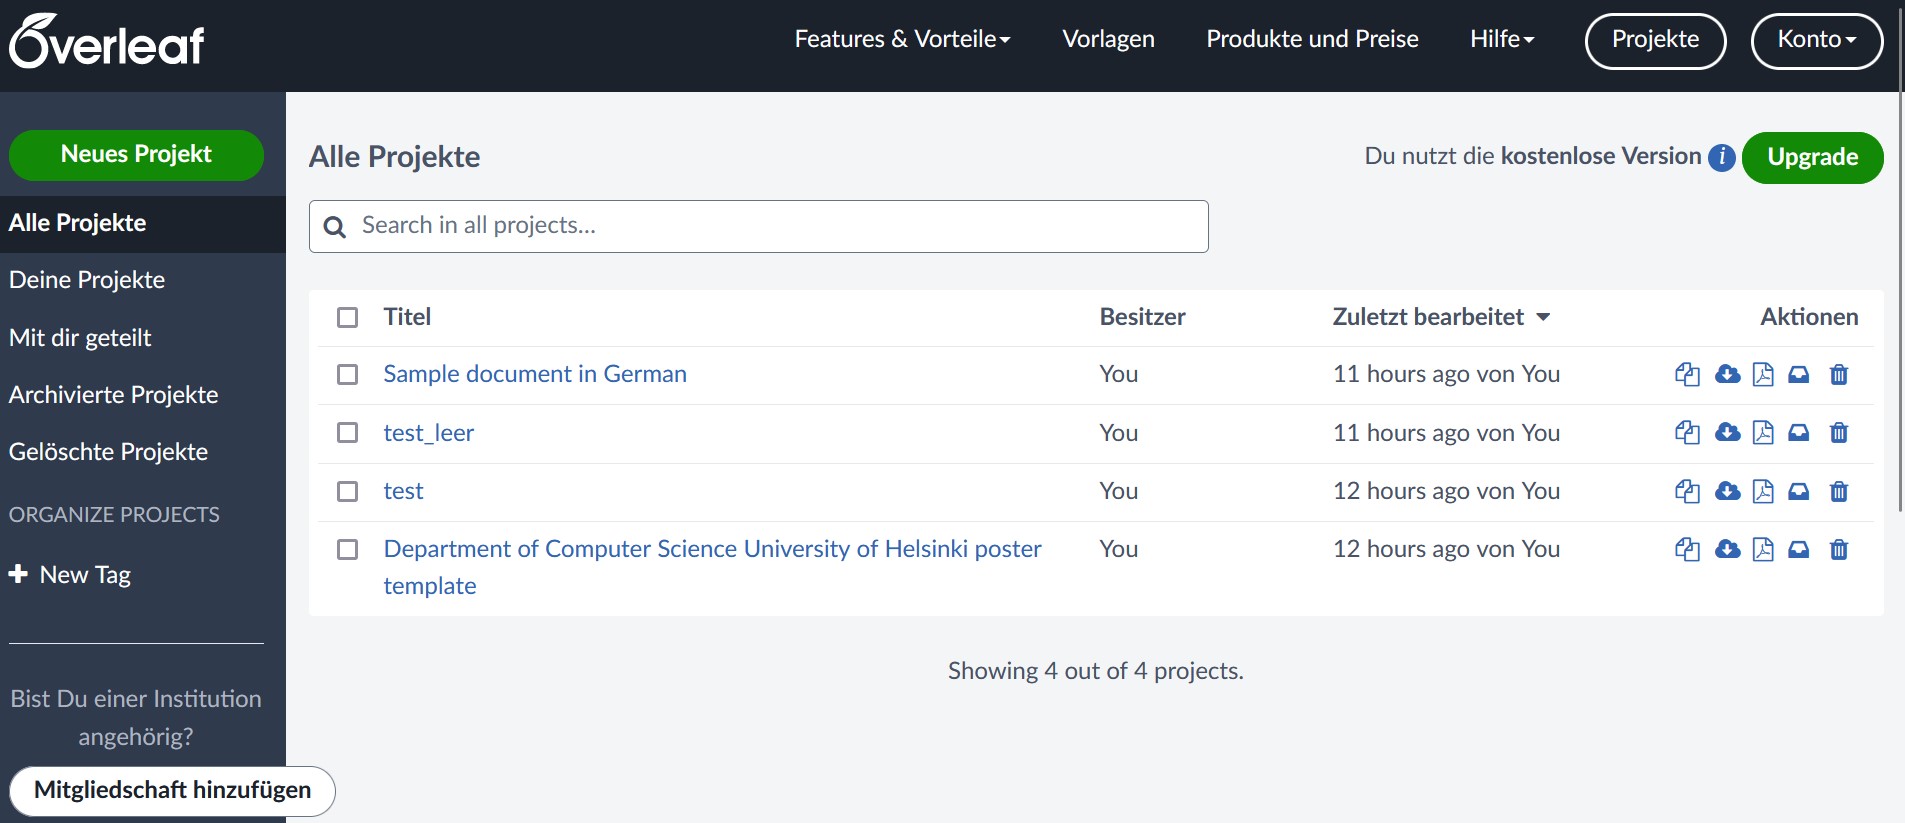 Overleaf
Features & Vorteile
Vorlagen
Produkte und Preise
Hilfe
Projekte
Konto
Neues Projekt
Alle Projekte
Deine Projekte
Mit dir geteilt
Archivierte Projekte
Gelöschte Projekte
ORGANIZE PROJECTS
New Tag
Bist Du einer Institution
angehörig?
Mitgliedschaft hinzufügen
Alle Projekte
Du nutzt die kostenlose Version i
Upgrade
Search in all projects...
Titel Besitzer Zuletzt bearbeitet Aktionen
Sample document in German You 11 hours ago von You
test_leer You 11 hours ago von You
test You 12 hours ago von You
Department of Computer Science University of Helsinki poster You 12 hours ago von You
template
Showing 4 out of 4 projects.